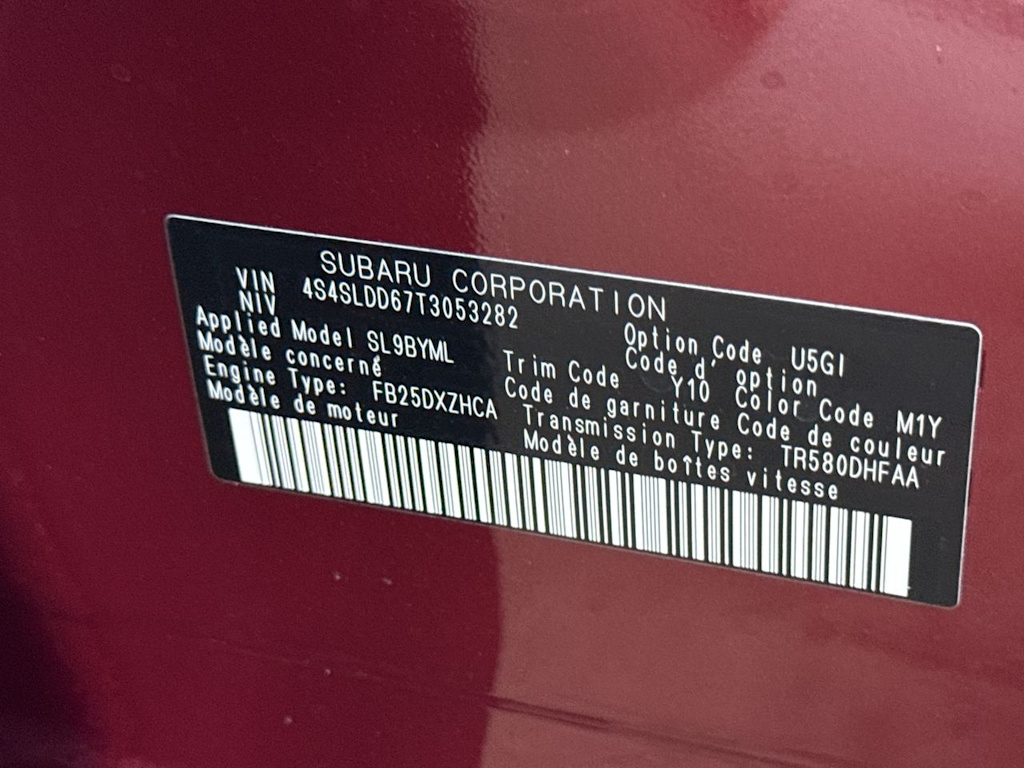 SUBARU CORPORATION
VIN 4S4SLDD67T3053282
NIV
Option Code U5GI
Code d'option
Applied Model SL9BYML
Modèle concerné
Trim Code Y10 Color Code M1Y
Code de garniture Code de couleur
Engine Type: FB25DXZHCA
Modèle de moteur
Transmission Type: TR580DHFAA
Modèle de boîtes vitesse